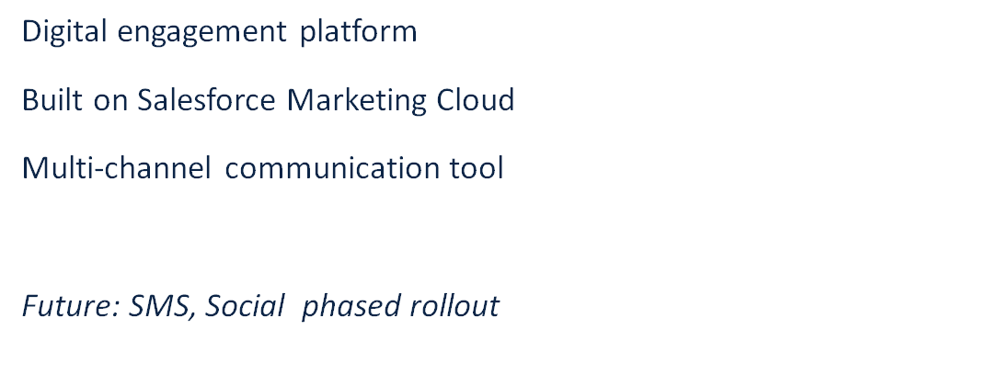 Digital engagement platform
Built on Salesforce Marketing Cloud
Multi-channel communication tool
Future: SMS, Social  phased rollout